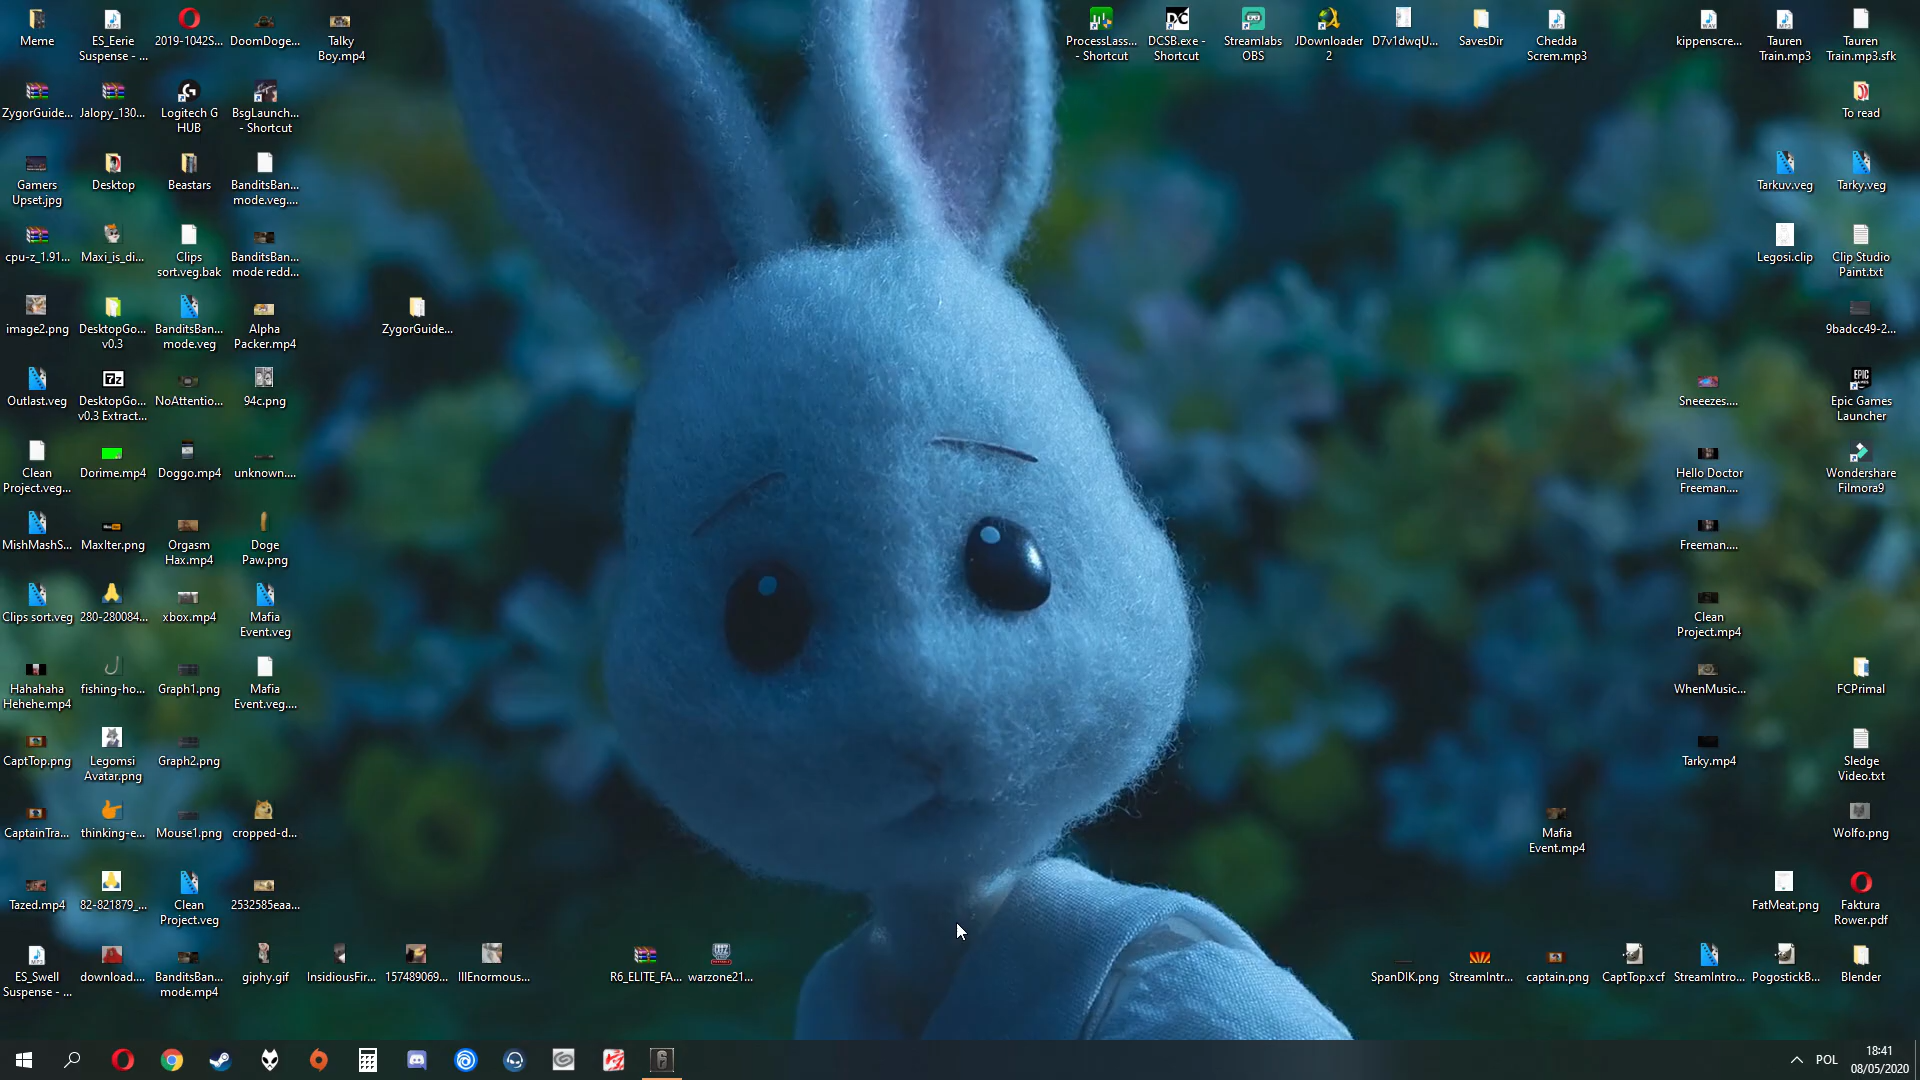 Meme
ES_Eerie
Suspense - ...
2019-1042S...
DoomDoge...
Talky
Boy.mp4
ProcessLass...
- Shortcut
DCSB.exe -
Shortcut
Streamlabs
OBS
JDownloader
2
D7v1dwqU...
SavesDir
Chedda
Screm.mp3
kippenscre...
Tauren
Train.mp3
Tauren
Train.mp3.sfk
ZygorGuide...
Jalopy_130...
Logitech G
HUB
BsgLaunch...
- Shortcut
To read
Gamers
Upset.jpg
Desktop
Beastars
BanditsBan...
mode.veg....
Tarkuv.veg
Tarky.veg
cpu-z_1.91...
Maxi_is_di...
Clips
sort.veg.bak
BanditsBan...
mode redd...
Legosi.clip
Clip Studio
Paint.txt
image2.png
DesktopGo...
v0.3
BanditsBan...
mode.veg
Alpha
Packer.mp4
ZygorGuide...
9badcc49-2...
Outlast.veg
DesktopGo...
v0.3 Extract...
NoAttentio...
94c.png
Sneeezes....
Epic Games
Launcher
Clean
Project.veg...
Dorime.mp4
Doggo.mp4
unknown....
Hello Doctor
Freeman....
Wondershare
Filmora9
MishMashS...
MaxIter.png
Orgasm
Hax.mp4
Doge
Paw.png
Freeman....
Clips sort.veg
280-280084...
xbox.mp4
Mafia
Event.veg
Clean
Project.mp4
Hahahaha
Hehehe.mp4
fishing-ho...
Graph1.png
Mafia
Event.veg....
WhenMusic...
FCPrimal
CaptTop.png
Legomsi
Avatar.png
Graph2.png
Tarky.mp4
Sledge
Video.txt
CaptainTra...
thinking-e...
Mouse1.png
cropped-d...
Mafia
Event.mp4
Wolfo.png
Tazed.mp4
82-821879_...
Clean
Project.veg
2532585eaa...
FatMeat.png
Faktura
Rower.pdf
ES_Swell
Suspense - ...
download...
BanditsBan...
mode.mp4
giphy.gif
InsidiousFir...
157489069...
IllEnormous...
R6_ELITE_FA...
warzone21...
SpanDIK.png
StreamIntr...
captain.png
CaptTop.xcf
StreamIntro...
PogostickB...
Blender
POL
18:41
08/05/2020